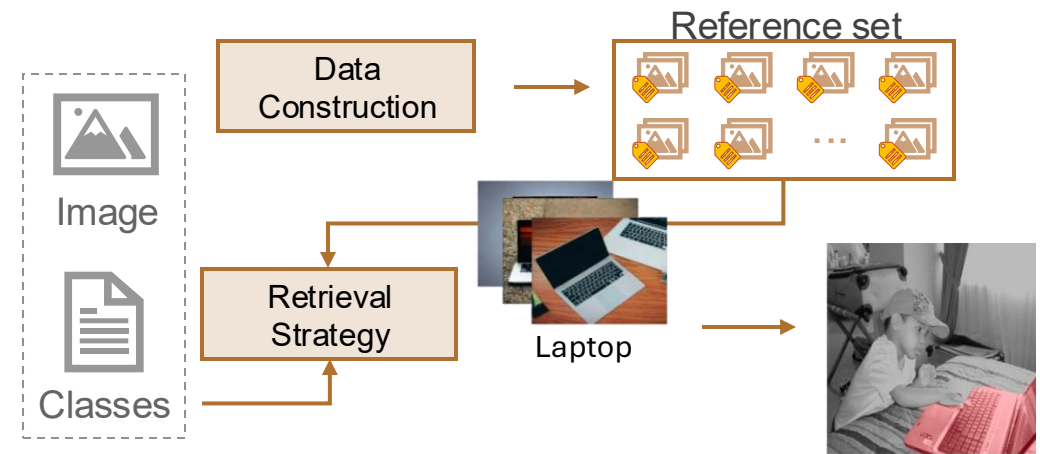 Reference set
Data
Construction
Image
Retrieval
Strategy
Laptop
Classes